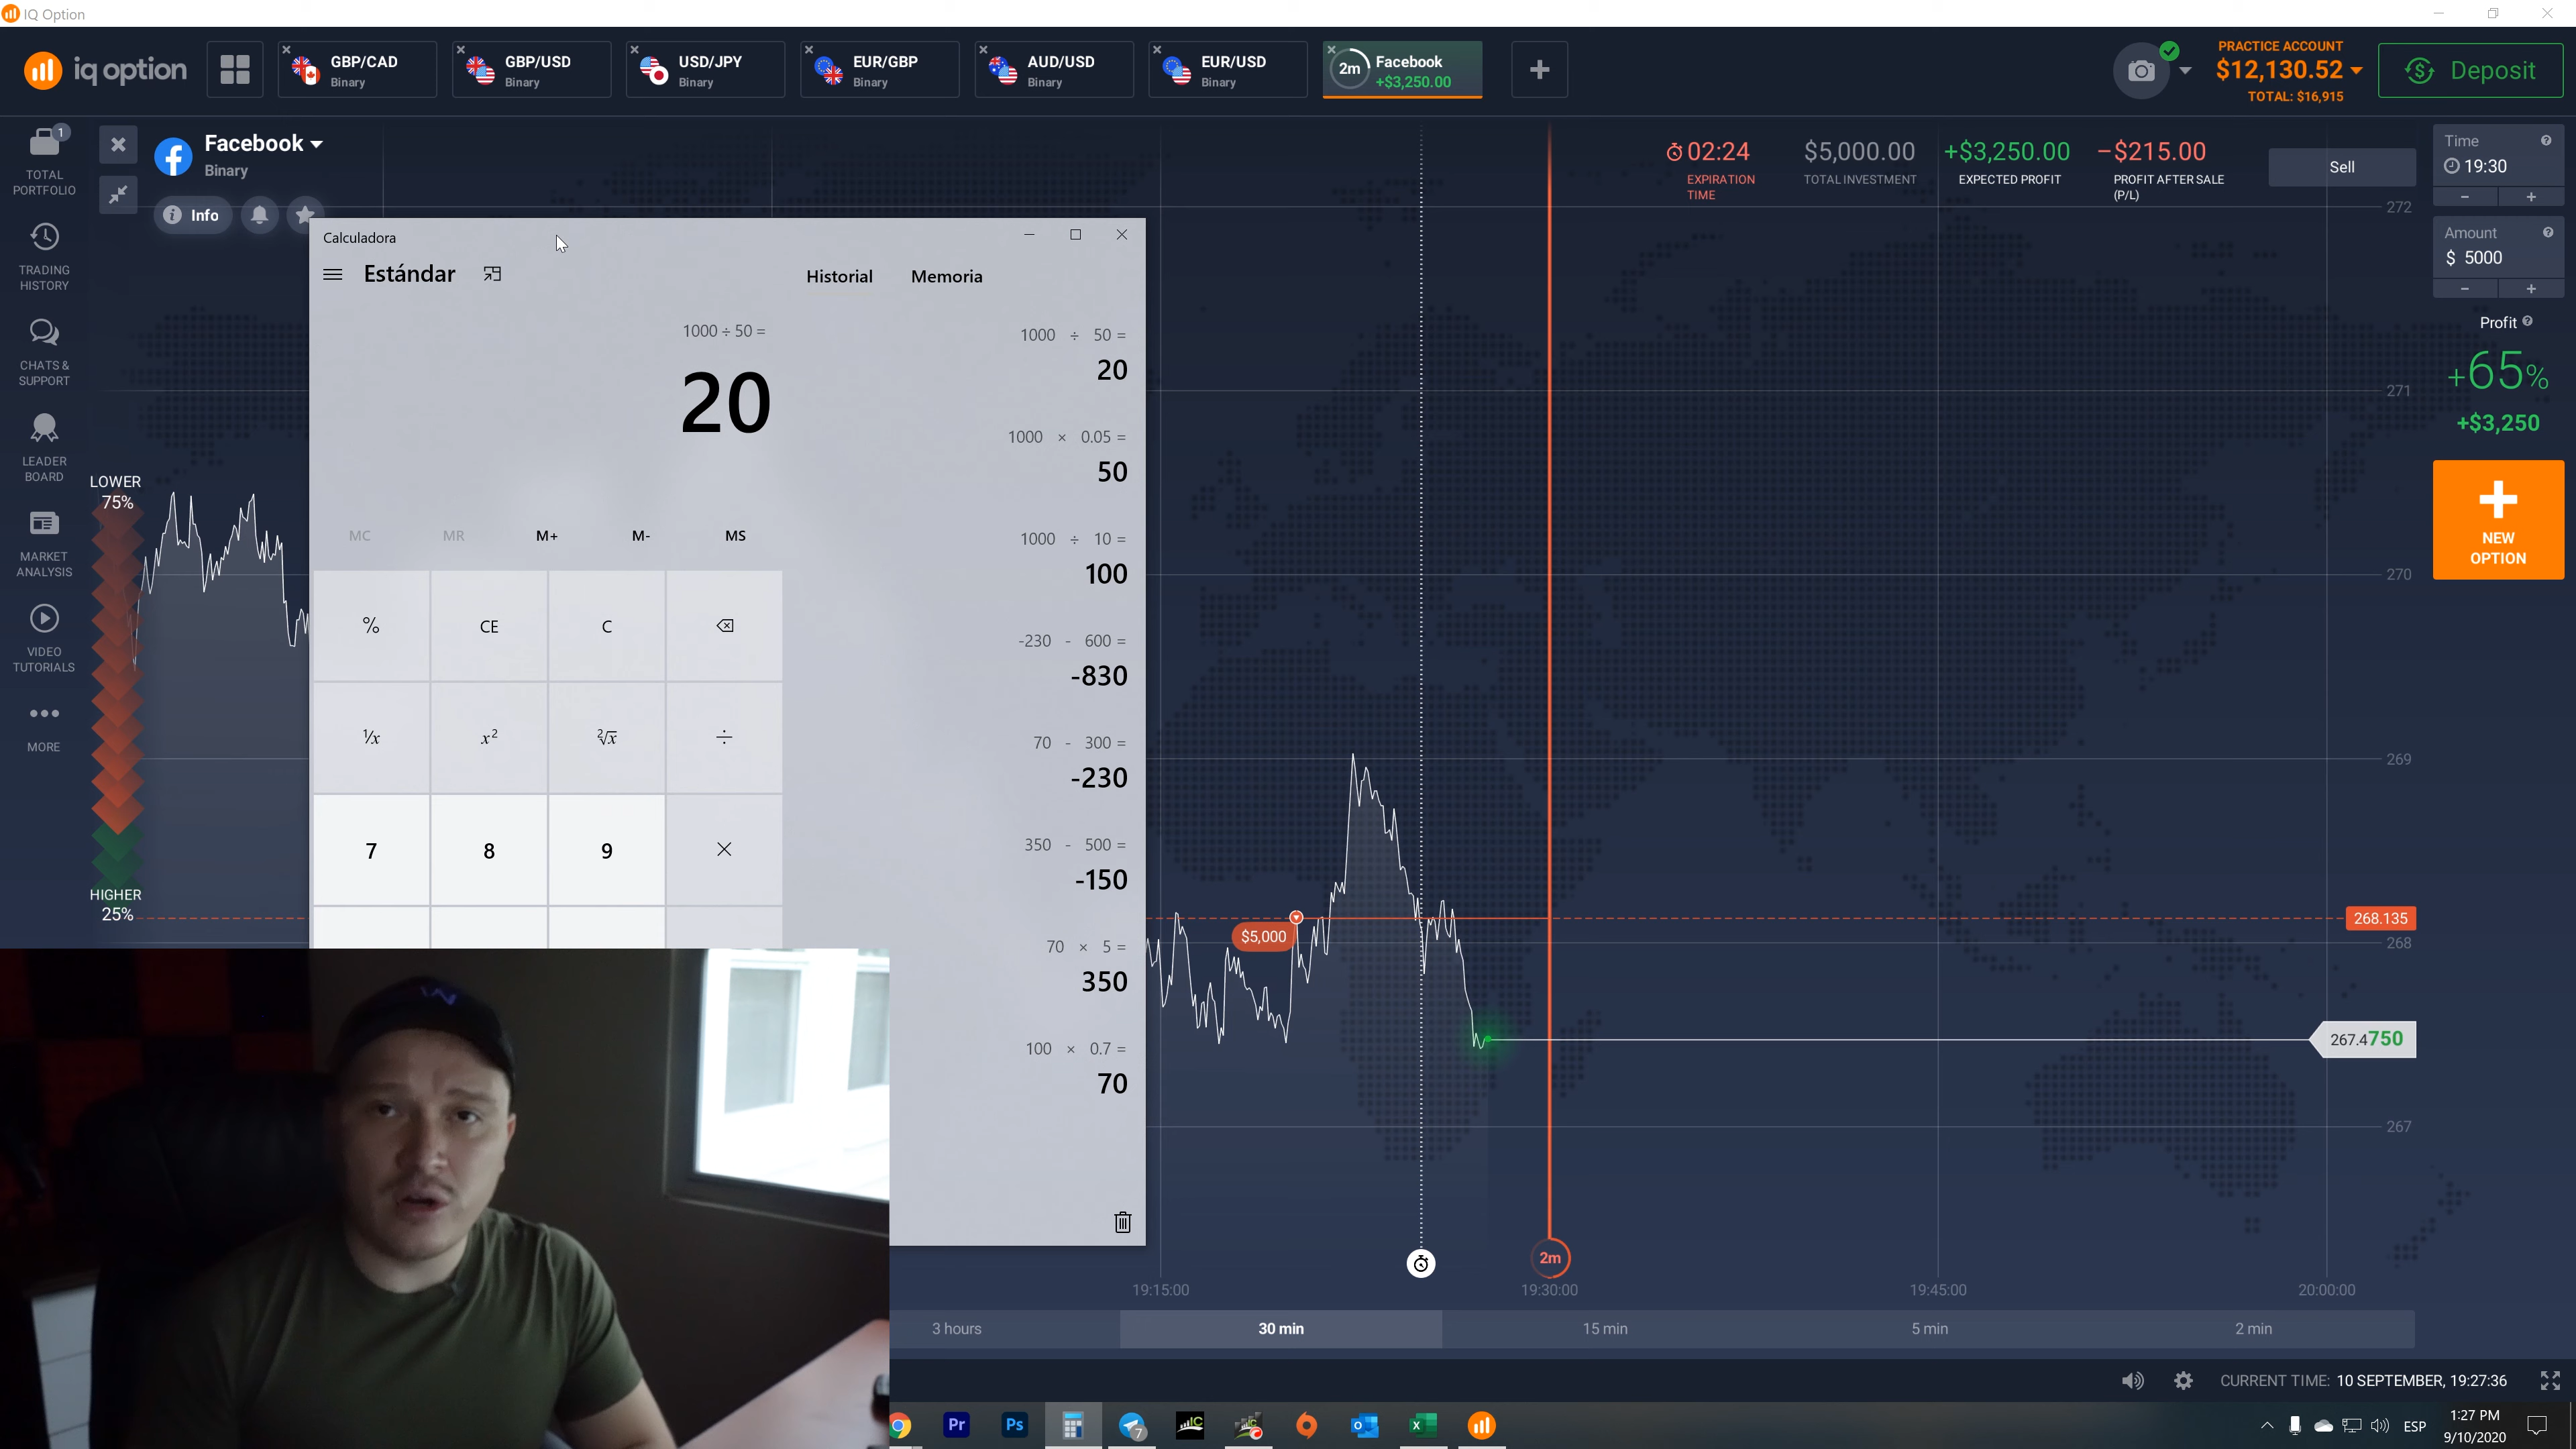 IQ Option
iq option
GBP/CAD
Binary
GBP/USD
Binary
USD/JPY
Binary
EUR/GBP
Binary
AUD/USD
Binary
EUR/USD
Binary
2m
Facebook
+$3,250.00
PRACTICE ACCOUNT
$12,130.52
TOTAL: $16,915
Deposit
1
TOTAL
PORTFOLIO
TRADING
HISTORY
CHATS &
SUPPORT
LEADER
BOARD
MARKET
ANALYSIS
VIDEO
TUTORIALS
MORE
Facebook
Binary
Info
LOWER
75%
HIGHER
25%
02:24
EXPIRATION
TIME
$5,000.00
TOTAL INVESTMENT
+$3,250.00
EXPECTED PROFIT
−$215.00
PROFIT AFTER SALE
(P/L)
Sell
Time
19:30
− +
Amount
$ 5000
− +
Profit
+65%
+$3,250
NEW
OPTION
Calculadora
Estándar
Historial Memoria
1000 ÷ 50 =
20
MC MR M+ M- MS
% CE C
1/x x² ²√x ÷
7 8 9 ×
1000 ÷ 50 =
20
1000 × 0.05 =
50
1000 ÷ 10 =
100
-230 - 600 =
-830
70 - 300 =
-230
350 - 500 =
-150
70 × 5 =
350
100 × 0.7 =
70
$5,000
272
271
270
269
268.135
268
267.4750
267
2m
19:15:00 19:30:00 19:45:00 20:00:00
3 hours 30 min 15 min 5 min 2 min
CURRENT TIME: 10 SEPTEMBER, 19:27:36
Pr
Ps
7
IC
ESP
1:27 PM
9/10/2020